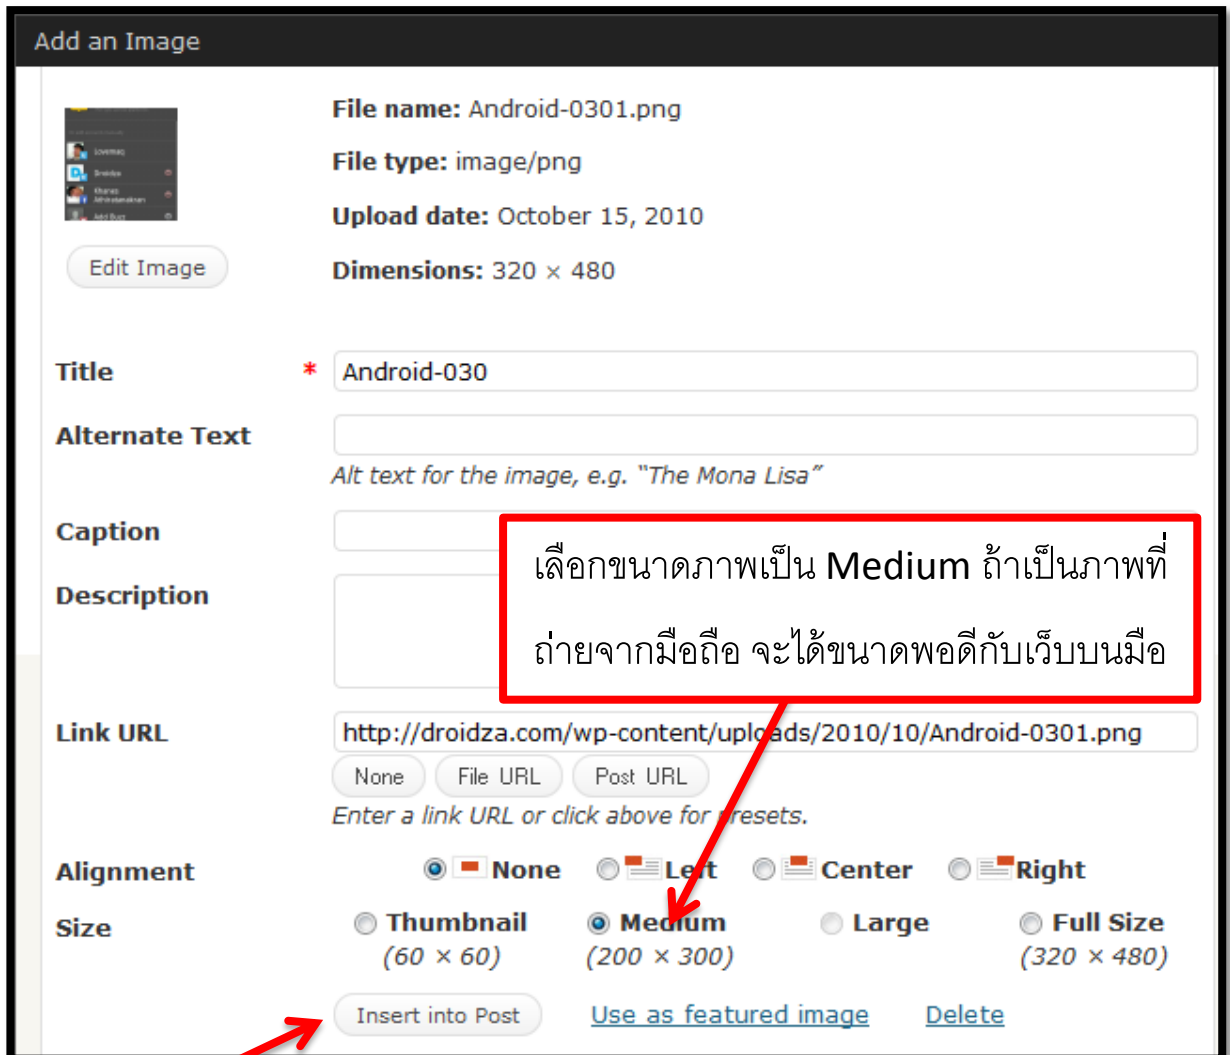 Add an Image
File name: Android-0301.png
File type: image/png
Upload date: October 15, 2010
Dimensions: 320 × 480
Lovemaq
Droidza
Khares
Add Buzz
Edit Image
Title * Android-030
Alternate Text
Alt text for the image, e.g. “The Mona Lisa”
Caption
เลือกขนาดภาพเป็น Medium ถ้าเป็นภาพที่
ถ่ายจากมือถือ จะได้ขนาดพอดีกับเว็บบนมือ
Description
Link URL http://droidza.com/wp-content/uploads/2010/10/Android-0301.png
None File URL Post URL
Enter a link URL or click above for presets.
Alignment None Left Center Right
Size Thumbnail Medium Large Full Size
(60 × 60) (200 × 300) (320 × 480)
Insert into Post Use as featured image Delete